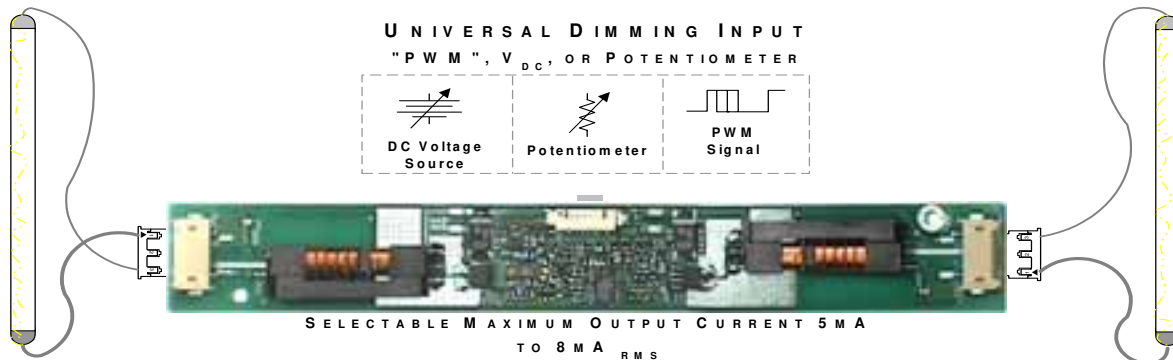 UNIVERSAL DIMMING INPUT
"PWM", VDC, OR POTENTIOMETER
DC Voltage
Source
Potentiometer
PWM
Signal
SELECTABLE MAXIMUM OUTPUT CURRENT 5MA
TO 8MA RMS